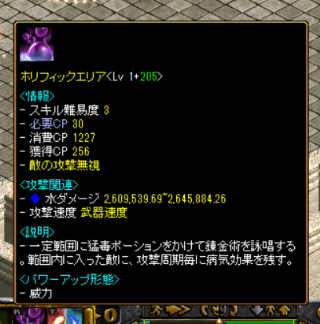 ホリフィックエリア<Lv 1+205>
<情報>
- スキル難易度 3
- 必要CP 30
- 消費CP 1227
- 獲得CP 256
- 敵の攻撃無視
<攻撃関連>
- ◆ 水ダメージ 2,609,539.69~2,645,884.26
- 攻撃速度 武器速度
<説明>
- 一定範囲に猛毒ポーションをかけて錬金術を詠唱する
。範囲内に入った敵に、攻撃周期毎に病気効果を残す。
<パワーアップ形態>
- 威力